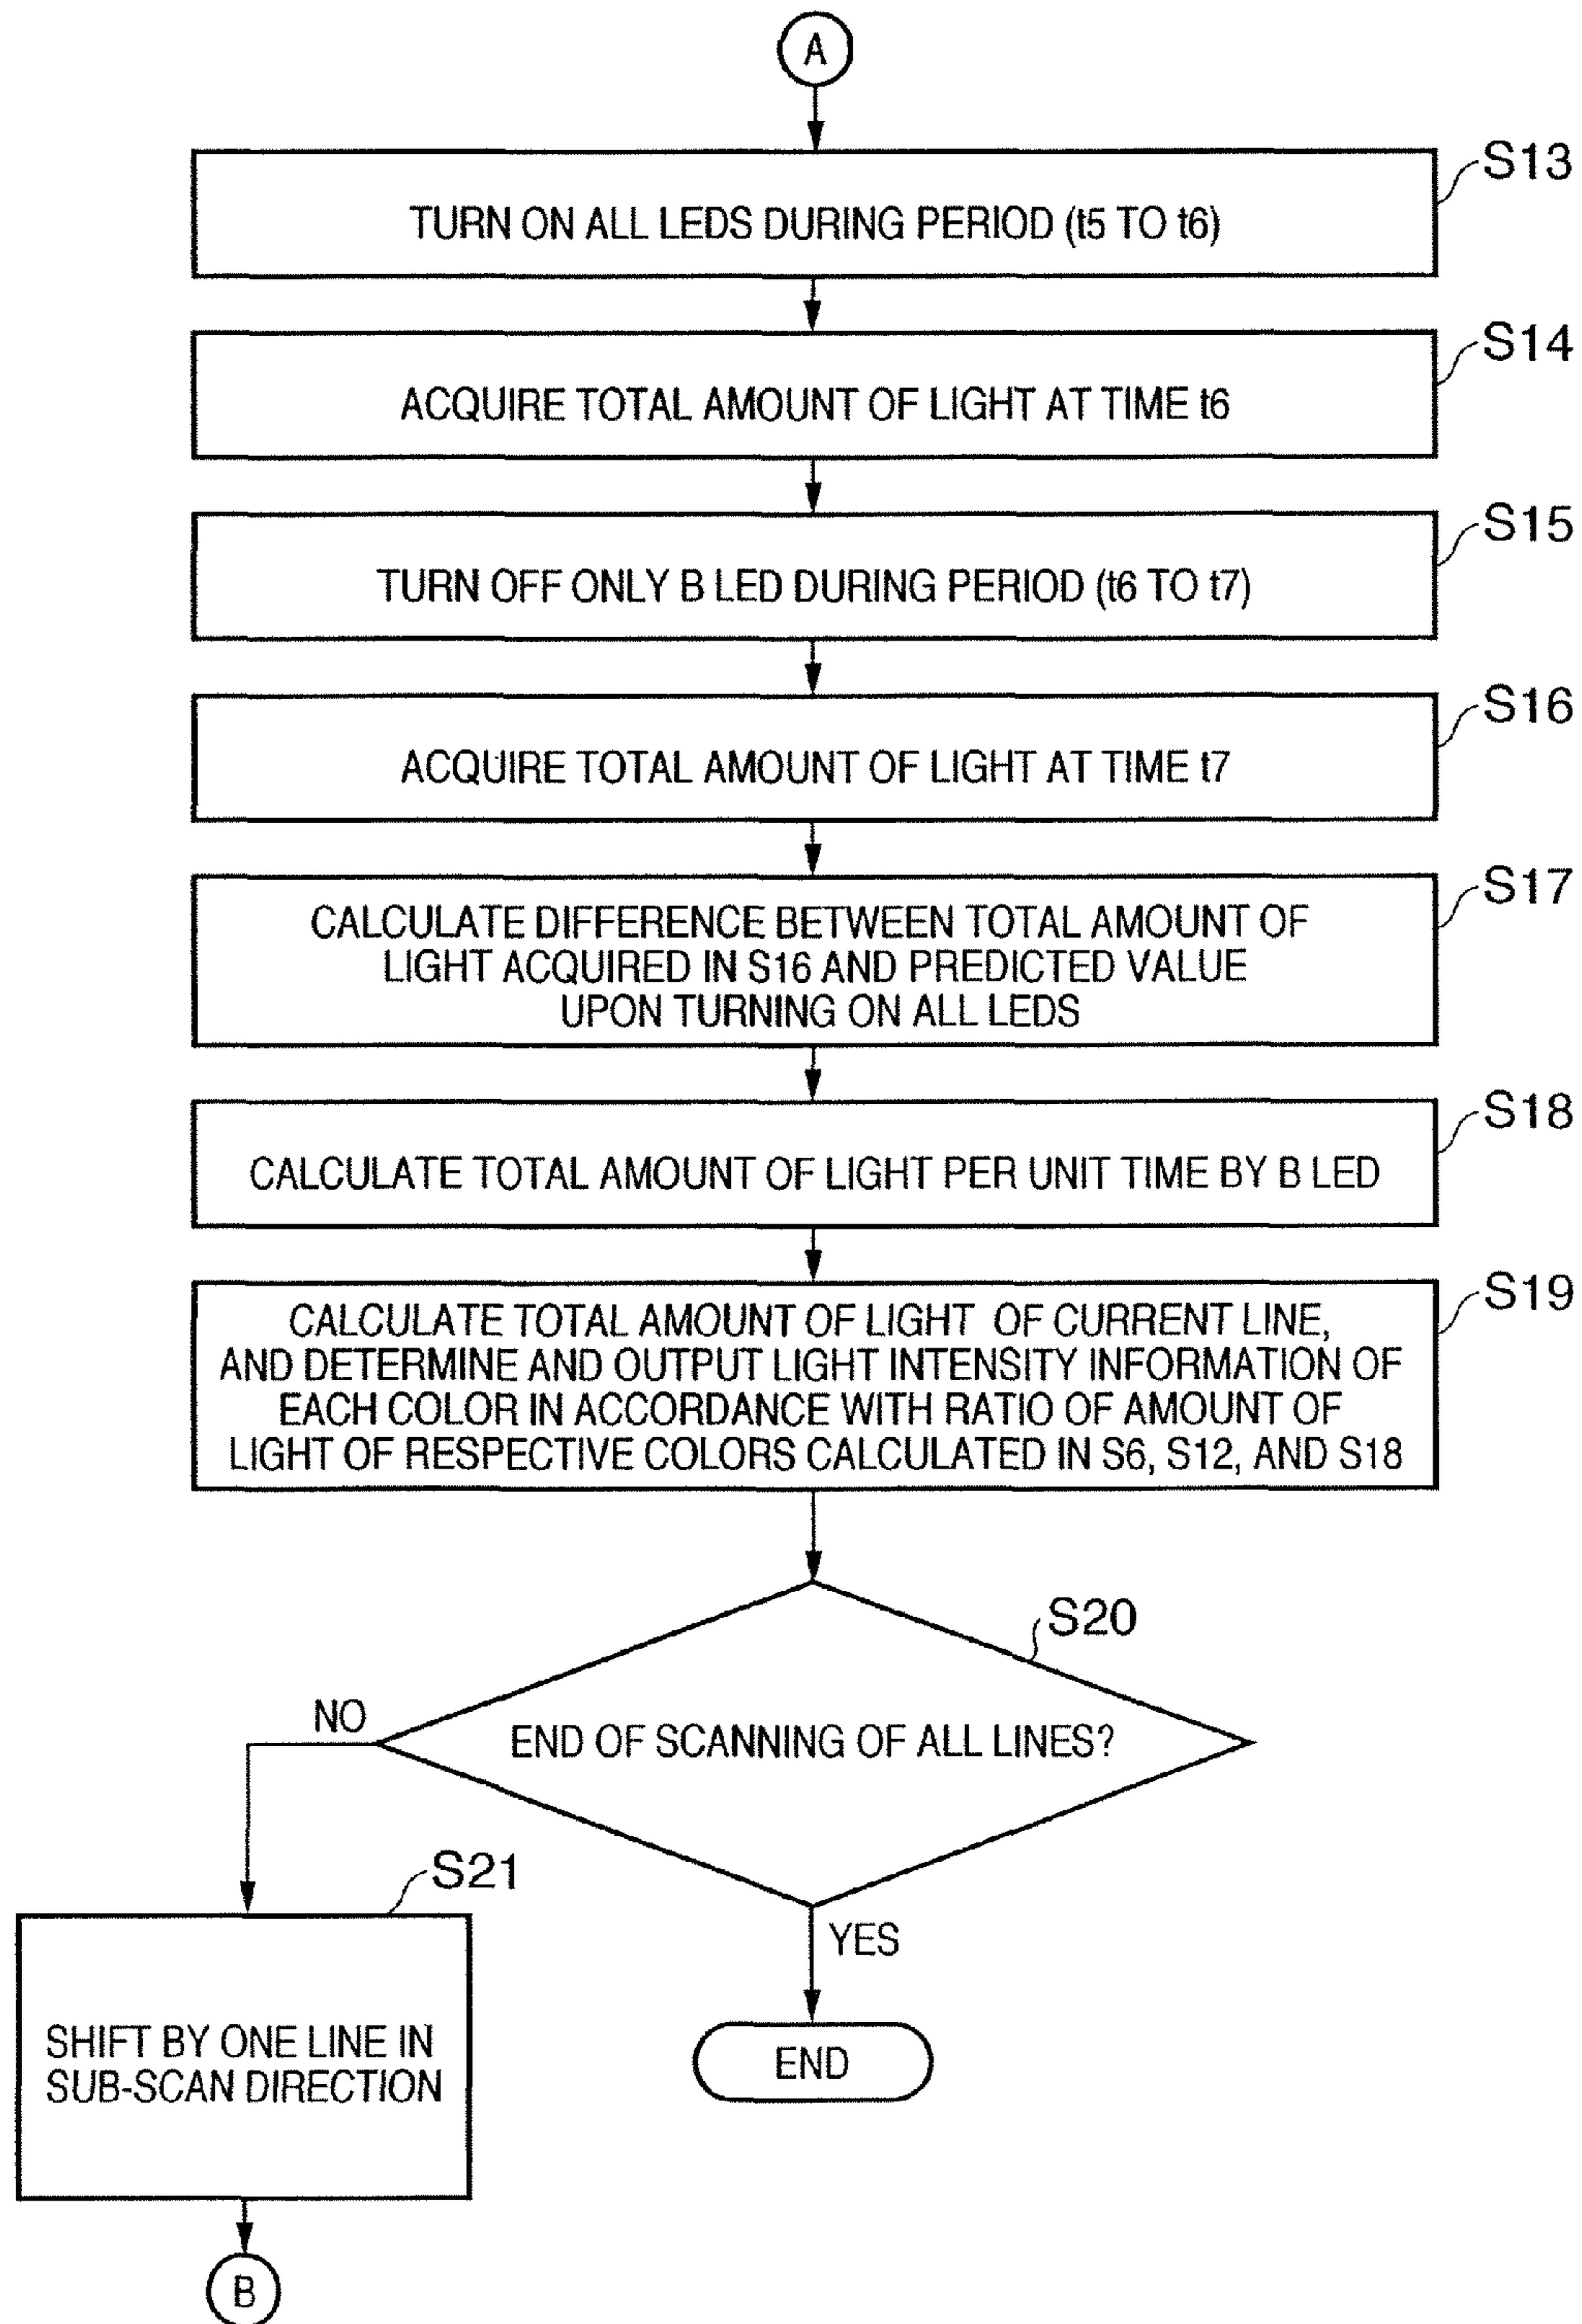 A
S13
TURN ON ALL LEDS DURING PERIOD (t5 TO t6)
S14
ACQUIRE TOTAL AMOUNT OF LIGHT AT TIME t6
S15
TURN OFF ONLY B LED DURING PERIOD (t6 TO t7)
S16
ACQUIRE TOTAL AMOUNT OF LIGHT AT TIME t7
S17
CALCULATE DIFFERENCE BETWEEN TOTAL AMOUNT OF
LIGHT ACQUIRED IN S16 AND PREDICTED VALUE
UPON TURNING ON ALL LEDS
S18
CALCULATE TOTAL AMOUNT OF LIGHT PER UNIT TIME BY B LED
S19
CALCULATE TOTAL AMOUNT OF LIGHT OF CURRENT LINE,
AND DETERMINE AND OUTPUT LIGHT INTENSITY INFORMATION OF
EACH COLOR IN ACCORDANCE WITH RATIO OF AMOUNT OF
LIGHT OF RESPECTIVE COLORS CALCULATED IN S6, S12, AND S18
S20
END OF SCANNING OF ALL LINES?
NO
YES
S21
SHIFT BY ONE LINE IN
SUB-SCAN DIRECTION
END
B